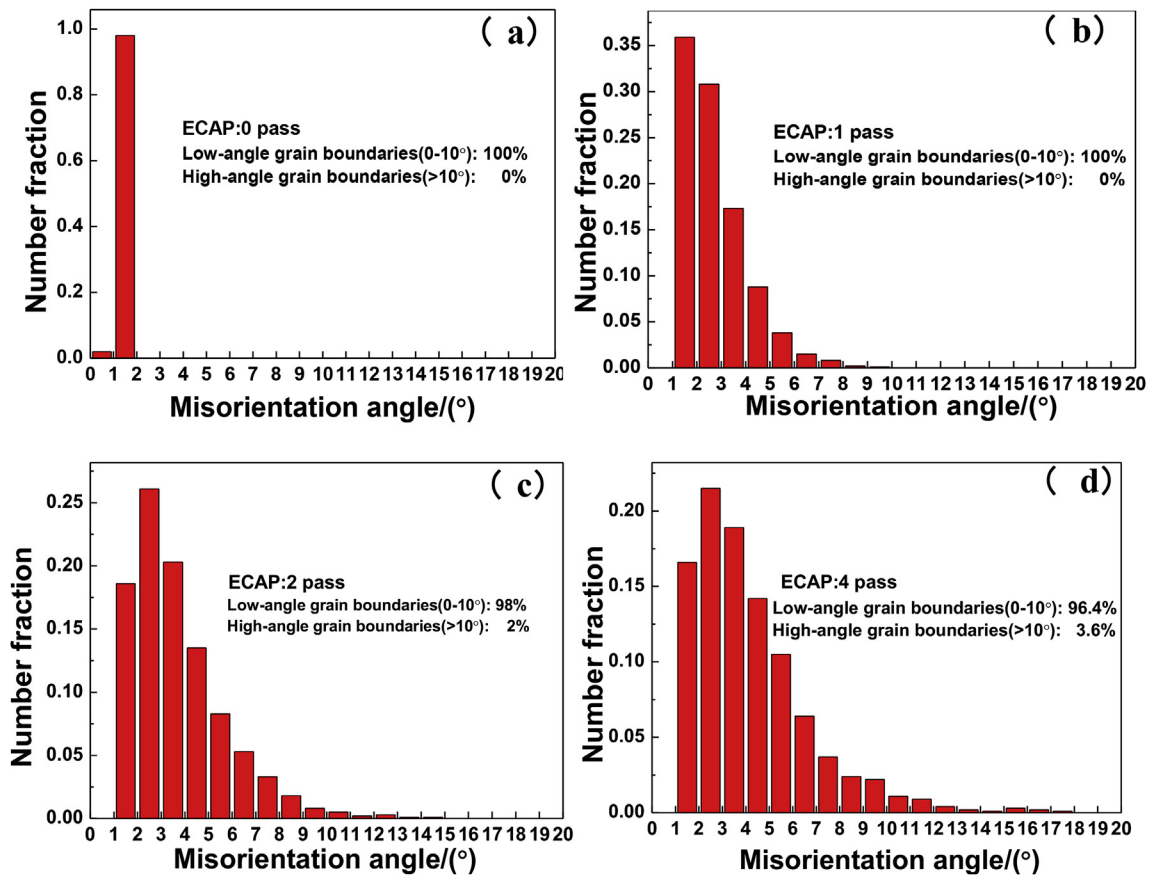 ( a)
1.0
0.8
0.6
0.4
0.2
0.0
Number fraction
ECAP:0 pass
Low-angle grain boundaries(0-10°): 100%
High-angle grain boundaries(>10°): 0%
0 1 2 3 4 5 6 7 8 9 10 11 12 13 14 15 16 17 18 19 20
Misorientation angle/(°)
( b)
0.35
0.30
0.25
0.20
0.15
0.10
0.05
0.00
Number fraction
ECAP:1 pass
Low-angle grain boundaries(0-10°): 100%
High-angle grain boundaries(>10°): 0%
0 1 2 3 4 5 6 7 8 9 10 11 12 13 14 15 16 17 18 19 20
Misorientation angle/(°)
( c)
0.25
0.20
0.15
0.10
0.05
0.00
Number fraction
ECAP:2 pass
Low-angle grain boundaries(0-10°): 98%
High-angle grain boundaries(>10°): 2%
0 1 2 3 4 5 6 7 8 9 10 11 12 13 14 15 16 17 18 19 20
Misorientation angle/(°)
( d)
0.20
0.15
0.10
0.05
0.00
Number fraction
ECAP:4 pass
Low-angle grain boundaries(0-10°): 96.4%
High-angle grain boundaries(>10°): 3.6%
0 1 2 3 4 5 6 7 8 9 10 11 12 13 14 15 16 17 18 19 20
Misorientation angle/(°)